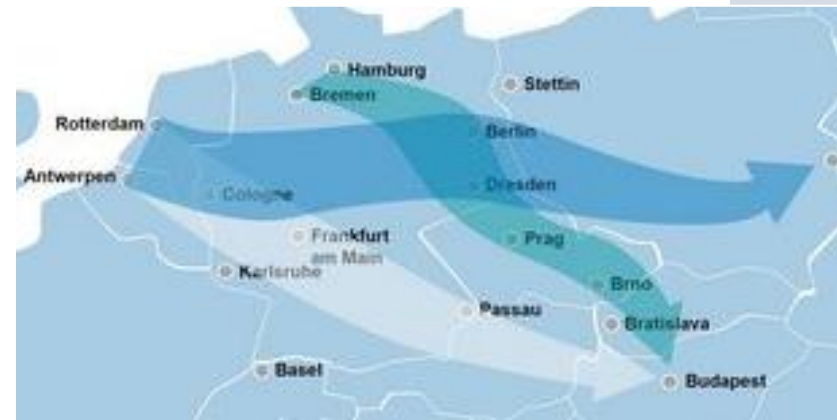 Hamburg
Stettin
Bremen
Rotterdam
Berlin
Antwerpen
Dresden
Cologne
Frankfurt
am Main
Prag
Karlsruhe
Brno
Passau
Bratislava
Basel
Budapest